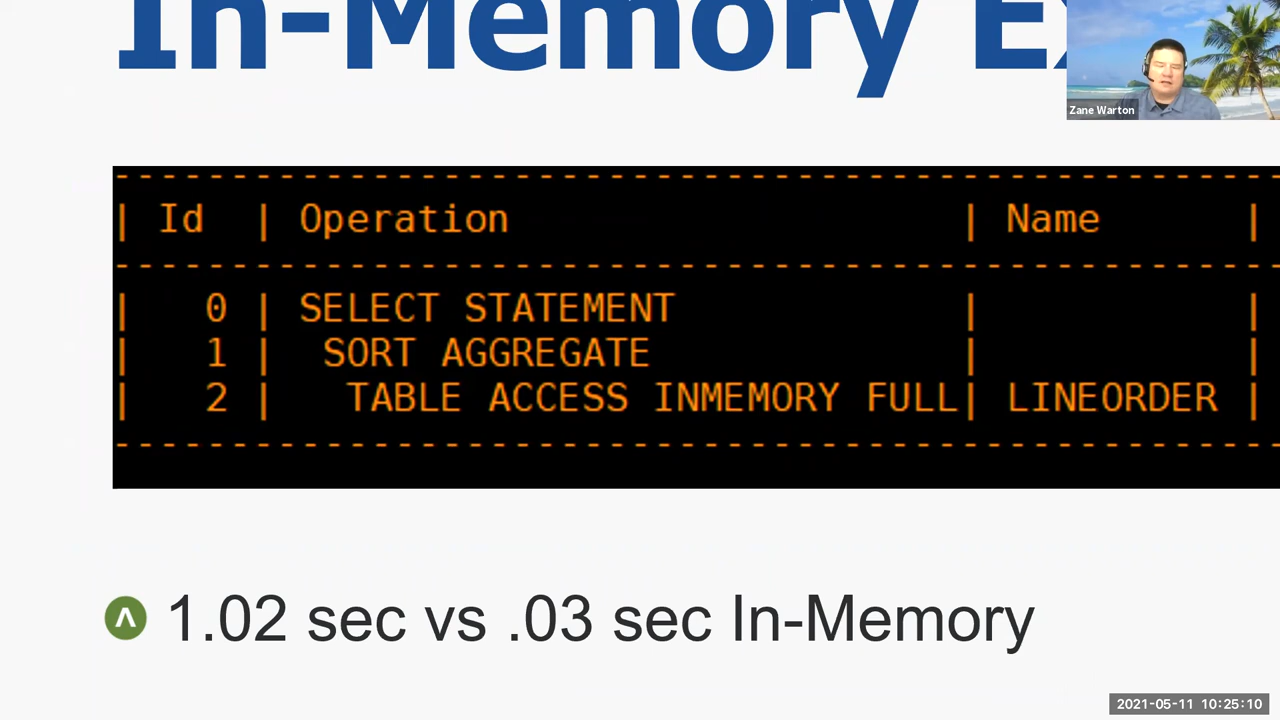 In-Memory Ex
Zane Warton
| Id | Operation | Name |
| 0 | SELECT STATEMENT | |
| 1 | SORT AGGREGATE | |
| 2 | TABLE ACCESS INMEMORY FULL| LINEORDER |
1.02 sec vs .03 sec In-Memory
2021-05-11 10:25:10